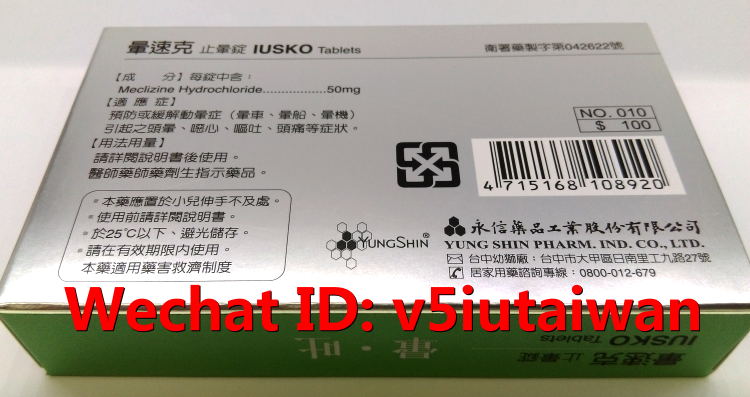 暈速克 止暈錠 IUSKO Tablets
衛署藥製字第042622號
【成 分】每錠中含：
Meclizine Hydrochloride................50mg
【適應症】
預防或緩解動暈症（暈車、暈船、暈機）
引起之頭暈、噁心、嘔吐、頭痛等症狀。
【用法用量】
請詳閱說明書後使用。
醫師藥師藥劑生指示藥品。
NO. 010
$ 100
4 715168 108920
·本藥應置於小兒伸手不及處。
·使用前請詳閱說明書。
·於25℃以下、避光儲存。
·請在有效期限內使用。
本藥適用藥害救濟制度
YUNGSHIN®
永信藥品工業股份有限公司
YUNG SHIN PHARM. IND. CO., LTD.
台中幼獅廠：台中市大甲區日南里工九路27號
居家用藥諮詢專線：0800-012-679
Wechat ID: v5iutaiwan
暈·吐
暈速克 止暈錠
IUSKO Tablets